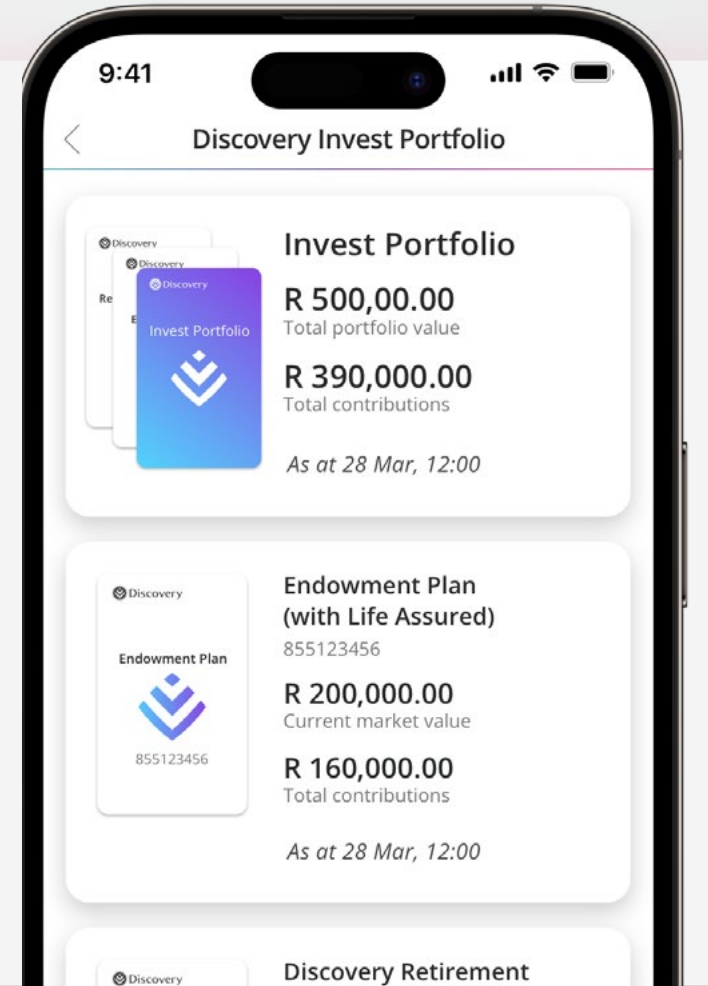 9:41
Discovery Invest Portfolio
Discovery
Discovery
Re
E
Discovery
Invest Portfolio
Invest Portfolio
R 500,00.00
Total portfolio value
R 390,000.00
Total contributions
As at 28 Mar, 12:00
Discovery
Endowment Plan
855123456
Endowment Plan
(with Life Assured)
855123456
R 200,000.00
Current market value
R 160,000.00
Total contributions
As at 28 Mar, 12:00
Discovery
Discovery Retirement